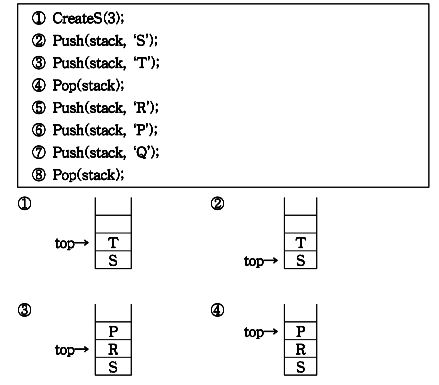 ① CreateS(3);
② Push(stack, ‘S’);
③ Push(stack, ‘T’);
④ Pop(stack);
⑤ Push(stack, ‘R’);
⑥ Push(stack, ‘P’);
⑦ Push(stack, ‘Q’);
⑧ Pop(stack);
① ②
top→ T T
S top→ S
③ ④
P top→ P
top→ R R
S S